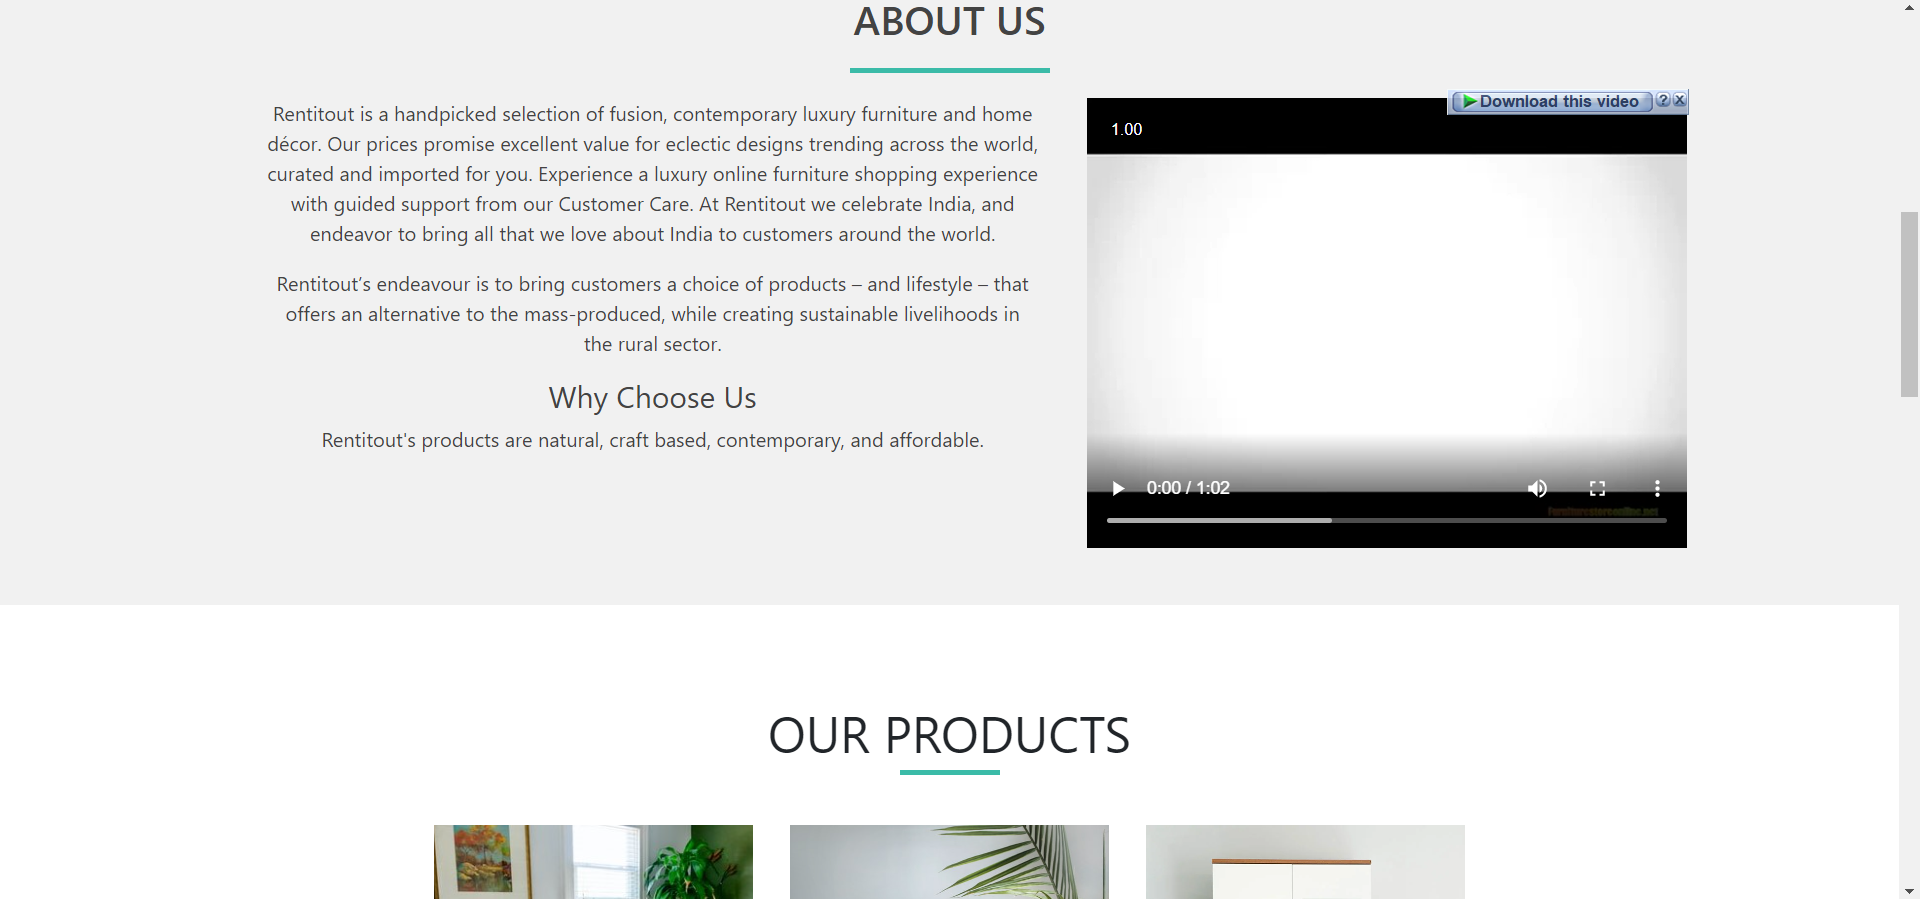 ABOUT US
Rentitout is a handpicked selection of fusion, contemporary luxury furniture and home
décor. Our prices promise excellent value for eclectic designs trending across the world,
curated and imported for you. Experience a luxury online furniture shopping experience
with guided support from our Customer Care. At Rentitout we celebrate India, and
endeavor to bring all that we love about India to customers around the world.
Rentitout’s endeavour is to bring customers a choice of products – and lifestyle – that
offers an alternative to the mass-produced, while creating sustainable livelihoods in
the rural sector.
Why Choose Us
Rentitout's products are natural, craft based, contemporary, and affordable.
Download this video ? X
1.00
0:00 / 1:02
OUR PRODUCTS